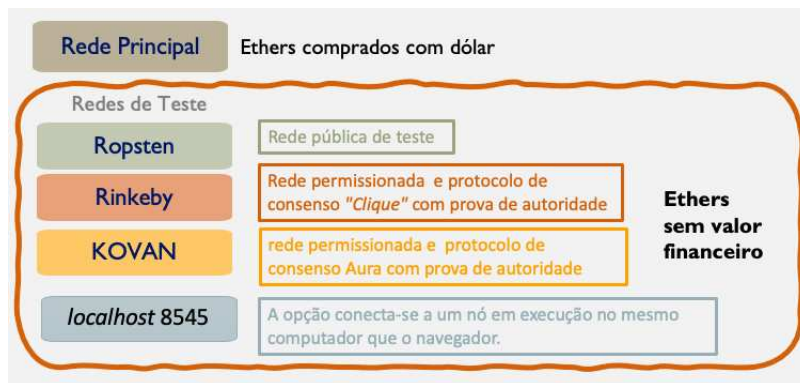 Rede Principal
Ethers comprados com dólar
Redes de Teste
Ropsten
Rede pública de teste
Rinkeby
Rede permissionada e protocolo de
consenso "Clique" com prova de autoridade
KOVAN
rede permissionada e protocolo de
consenso Aura com prova de autoridade
Ethers
sem valor
financeiro
localhost 8545
A opção conecta-se a um nó em execução no mesmo
computador que o navegador.